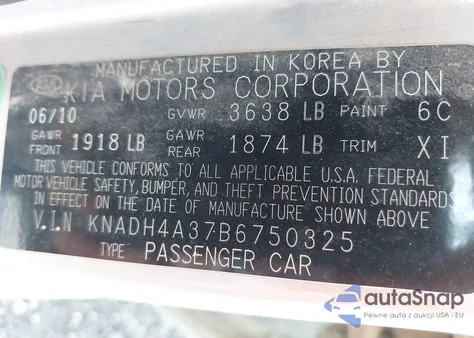 MANUFACTURED IN KOREA BY
KIA KIA MOTORS CORPORATION
06/10 GVWR 3638 LB PAINT 6C
GAWR FRONT 1918 LB GAWR REAR 1874 LB TRIM XI
THIS VEHICLE CONFORMS TO ALL APPLICABLE U.S.A. FEDERAL
MOTOR VEHICLE SAFETY, BUMPER, AND THEFT PREVENTION STANDARDS
IN EFFECT ON THE DATE OF MANUFACTURE SHOWN ABOVE
V.I.N KNADH4A37B6750325
TYPE PASSENGER CAR
autoSnap
Pewne auta z aukcji USA i EU